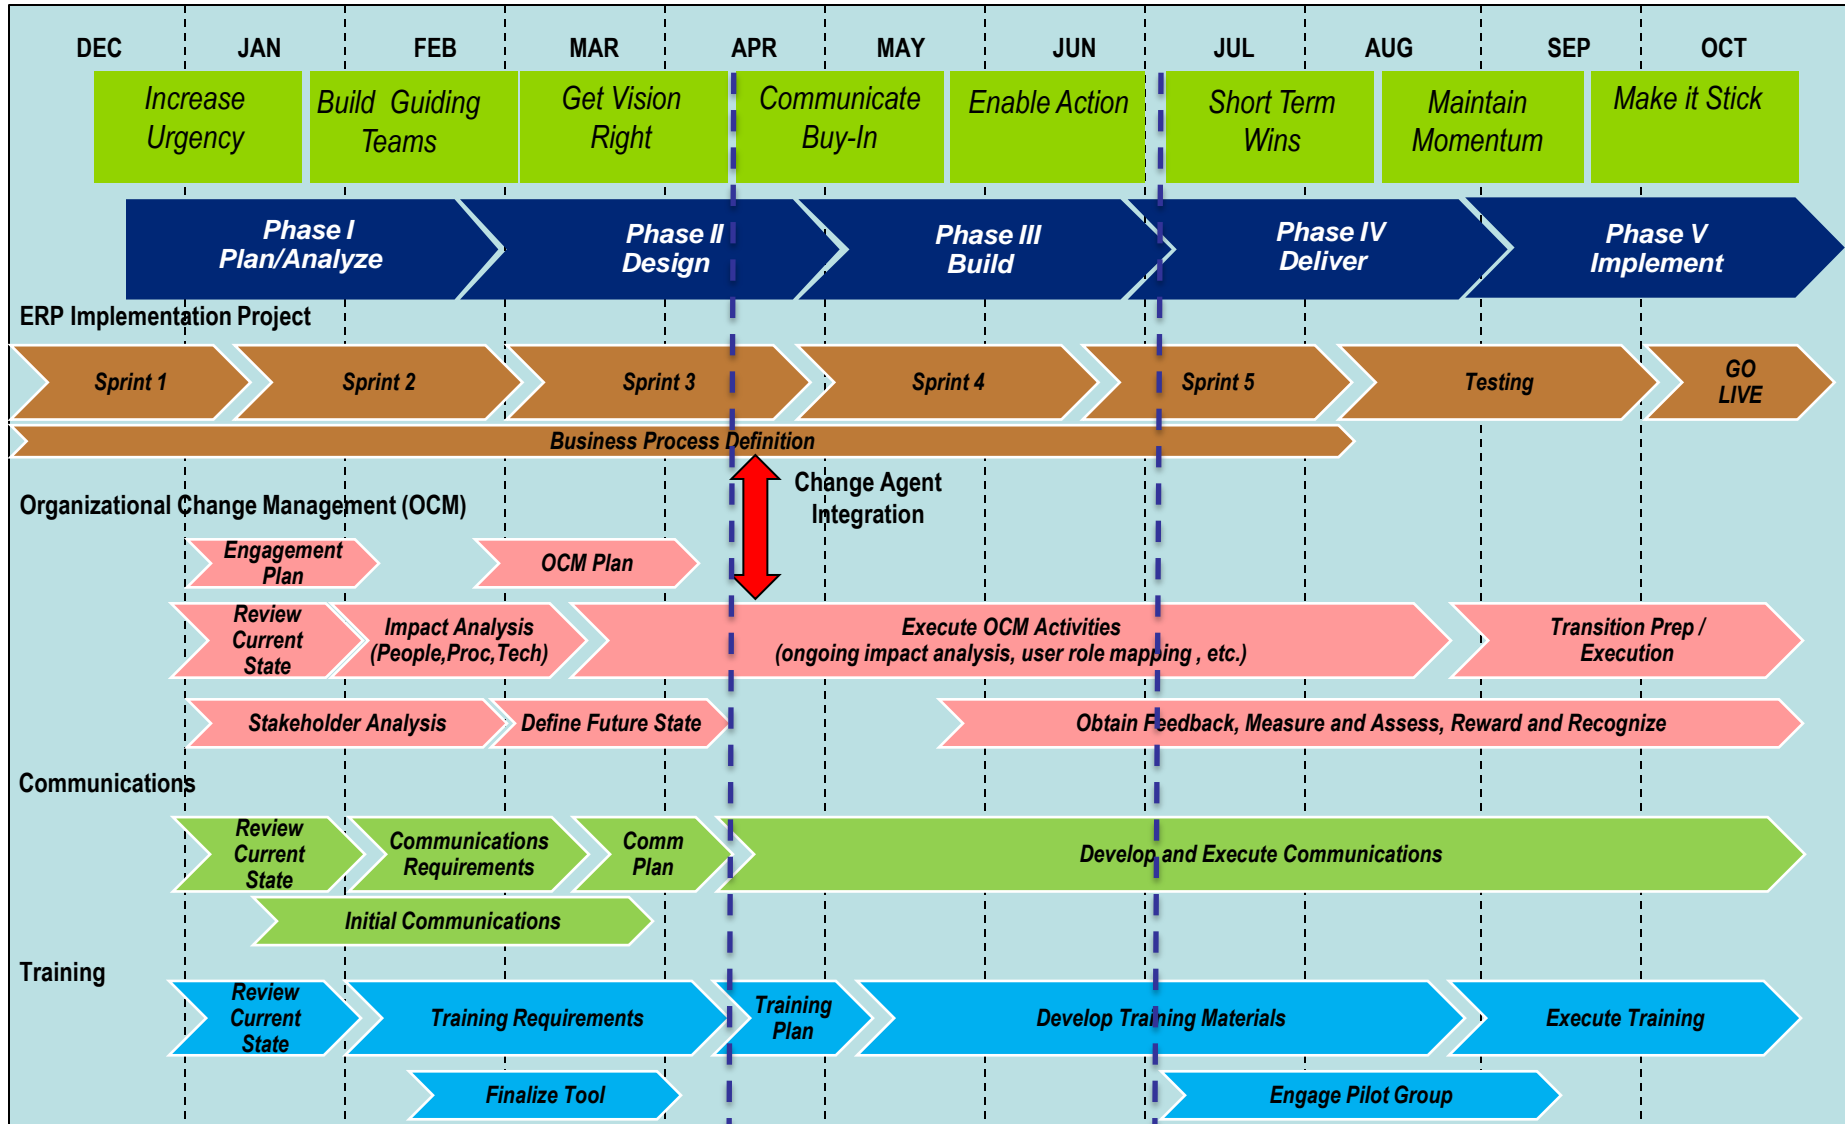 DEC JAN FEB MAR APR MAY JUN JUL AUG SEP OCT
Increase
Urgency
Build Guiding
Teams
Get Vision
Right
Communicate
Buy-In
Enable Action
Short Term
Wins
Maintain
Momentum
Make it Stick
Phase I
Plan/Analyze
Phase II
Design
Phase III
Build
Phase IV
Deliver
Phase V
Implement
ERP Implementation Project
Sprint 1
Sprint 2
Sprint 3
Sprint 4
Sprint 5
Testing
GO
LIVE
Business Process Definition
Change Agent
Integration
Organizational Change Management (OCM)
Engagement
Plan
OCM Plan
Review
Current
State
Impact Analysis
(People,Proc,Tech)
Execute OCM Activities
(ongoing impact analysis, user role mapping , etc.)
Transition Prep /
Execution
Stakeholder Analysis
Define Future State
Obtain Feedback, Measure and Assess, Reward and Recognize
Communications
Review
Current
State
Communications
Requirements
Comm
Plan
Develop and Execute Communications
Initial Communications
Training
Review
Current
State
Training Requirements
Training
Plan
Develop Training Materials
Execute Training
Finalize Tool
Engage Pilot Group